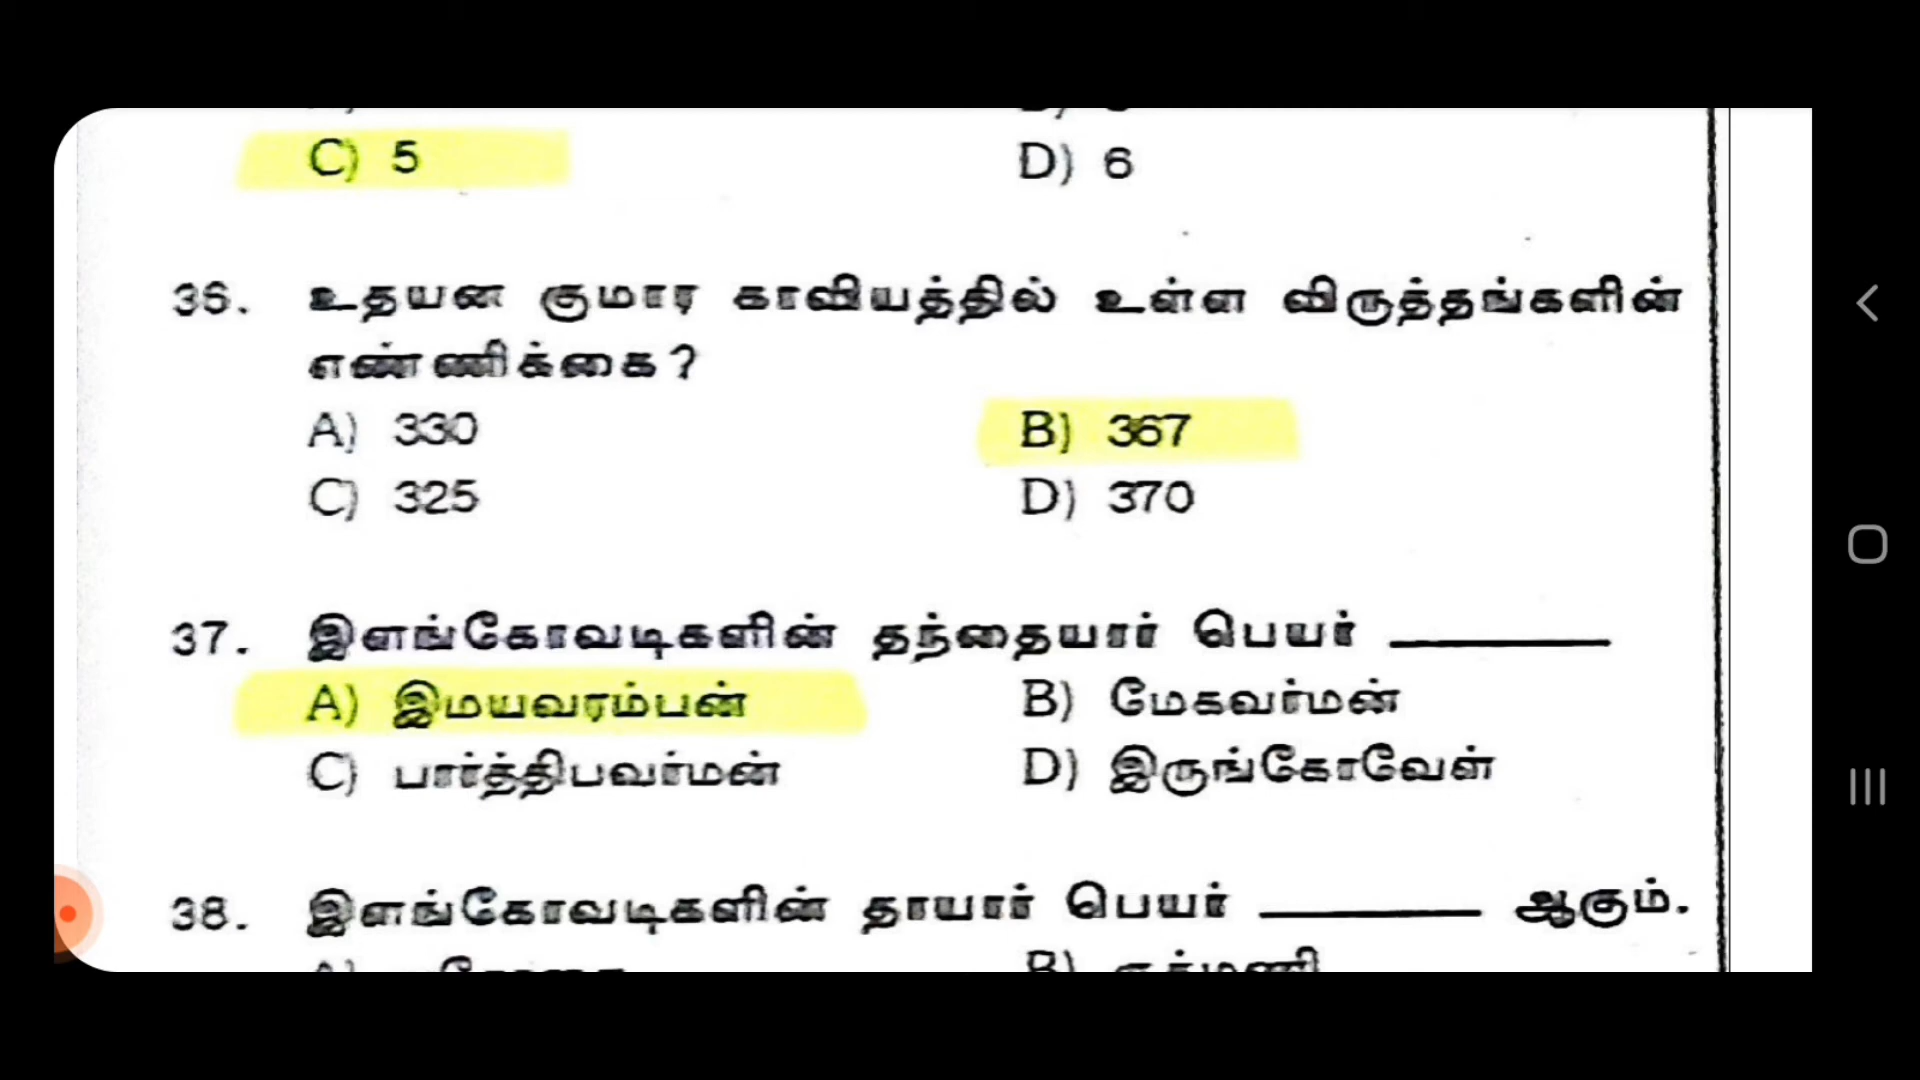 C) 5
D) 6
36. உதயன குமார காவியத்தில் உள்ள விருத்தங்களின்
எண்ணிக்கை?
A) 330
B) 367
C) 325
D) 370
37. இளங்கோவடிகளின் தந்தையார் பெயர் ________
A) இமயவரம்பன்
B) மேகவர்மன்
C) பார்த்திபவர்மன்
D) இருங்கோவேள்
38. இளங்கோவடிகளின் தாயார் பெயர் ________ ஆகும்.